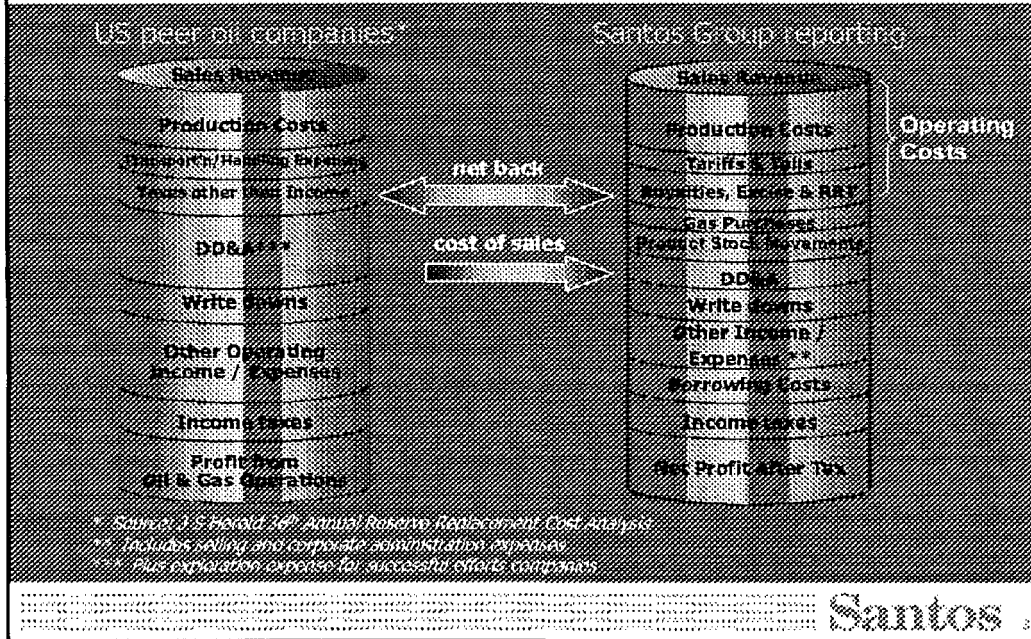 US peer oil companies*
Sales Revenue
Production Costs
Transport'n/Handling Expenses
Taxes other than Income
DD&A***
Write downs
Other Operating
Income / Expenses
Income taxes
Profit from
Oil & Gas Operations
net back
cost of sales
Santos Group reporting
Sales Revenue
Production Costs
Tariffs & Tolls
Royalties, Excise & RRT
Gas Purchases
Product Stock Movements
DD&A
Write downs
Other Income /
Expenses **
Borrowing Costs
Income taxes
Net Profit After Tax
Operating
Costs
* Source: J S Herold 36th Annual Reserve Replacement Cost Analysis
** Includes selling and corporate administration expenses
*** Plus exploration expense for successful efforts companies
Santos